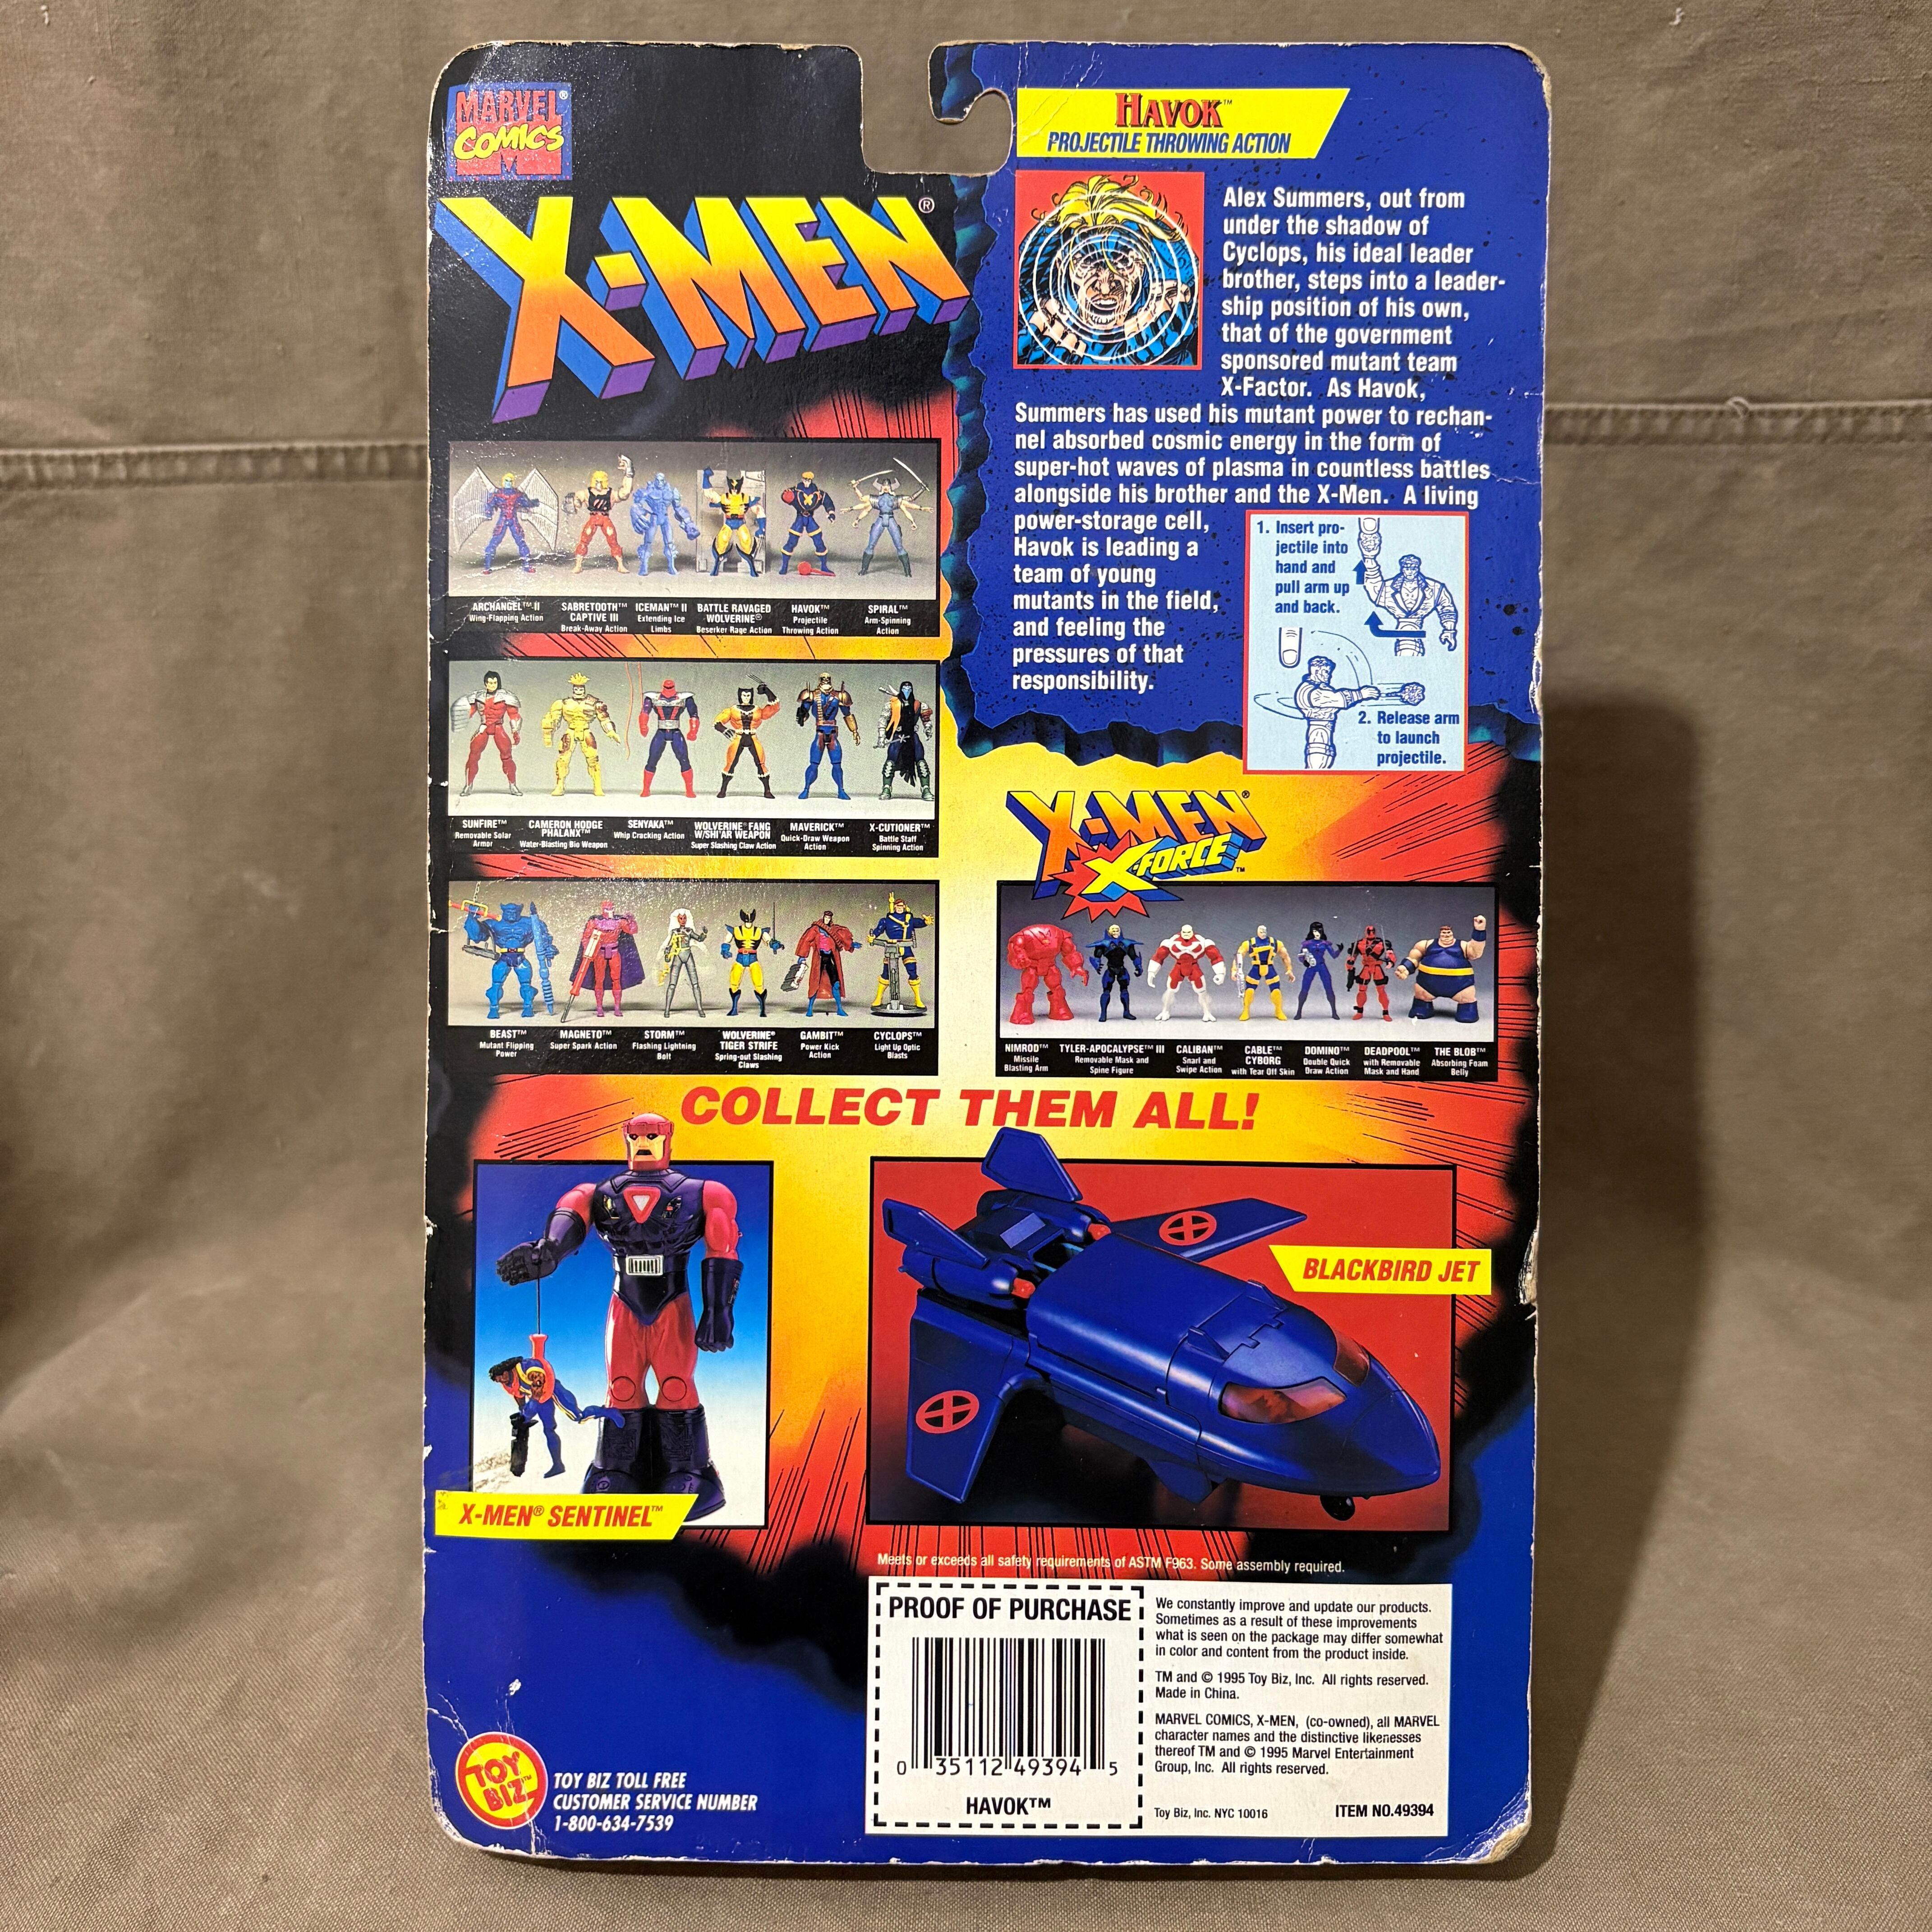 MARVEL®
COMICS
X-MEN®
HAVOK™
PROJECTILE THROWING ACTION
Alex Summers, out from
under the shadow of
Cyclops, his ideal leader
brother, steps into a leader-
ship position of his own,
that of the government
sponsored mutant team
X-Factor. As Havok,
Summers has used his mutant power to rechan-
nel absorbed cosmic energy in the form of
super-hot waves of plasma in countless battles
alongside his brother and the X-Men. A living
power-storage cell,
Havok is leading a
team of young
mutants in the field,
and feeling the
pressures of that
responsibility.
1. Insert pro-
jectile into
hand and
pull arm up
and back.
2. Release arm
to launch
projectile.
ARCHANGEL™ II
Wing-Flapping Action
SABRETOOTH™
CAPTIVE III
Break-Away Action
ICEMAN™ II
Extending Ice
Limbs
BATTLE RAVAGED
WOLVERINE®
Beserker Rage Action
HAVOK™
Projectile
Throwing Action
SPIRAL™
Arm-Spinning
Action
SUNFIRE™
Removable Solar
Armor
CAMERON HODGE
PHALANX™
Water-Blasting Bio Weapon
SENYAKA™
Whip Cracking Action
WOLVERINE® FANG
W/SHI'AR WEAPON
Super Slashing Claw Action
MAVERICK™
Quick-Draw Weapon
Action
X-CUTIONER™
Battle Staff
Spinning Action
BEAST™
Mutant Flipping
Power
MAGNETO™
Super Spark Action
STORM™
Flashing Lightning
Bolt
WOLVERINE®
TIGER STRIFE
Spring-out Slashing
Claws
GAMBIT™
Power Kick
Action
CYCLOPS™
Light Up Optic
Blasts
X-MEN®
X-FORCE™
NIMROD™
Missile
Blasting Arm
TYLER-APOCALYPSE™ III
Removable Mask and
Spine Figure
CALIBAN™
Snarl and
Swipe Action
CABLE™
CYBORG
with Tear Off Skin
DOMINO™
Double Quick
Draw Action
DEADPOOL™
with Removable
Mask and Hand
THE BLOB™
Absorbing Foam
Belly
COLLECT THEM ALL!
X-MEN® SENTINEL™
BLACKBIRD JET
Meets or exceeds all safety requirements of ASTM F963. Some assembly required.
PROOF OF PURCHASE
0 35112 49394 5
HAVOK™
We constantly improve and update our products.
Sometimes as a result of these improvements
what is seen on the package may differ somewhat
in color and content from the product inside.
TM and © 1995 Toy Biz, Inc. All rights reserved.
Made in China.
MARVEL COMICS, X-MEN, (co-owned), all MARVEL
character names and the distinctive likenesses
thereof TM and © 1995 Marvel Entertainment
Group, Inc. All rights reserved.
Toy Biz, Inc. NYC 10016
ITEM NO.49394
TOY
BIZ™
TOY BIZ TOLL FREE
CUSTOMER SERVICE NUMBER
1-800-634-7539